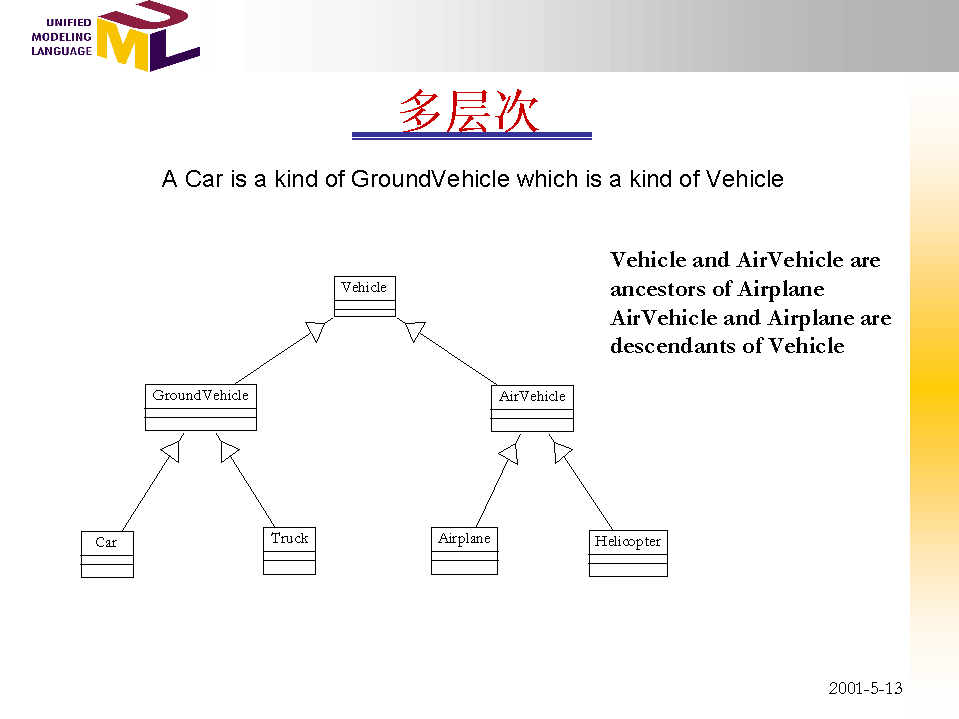 UNIFIED
MODELING
LANGUAGE
UML
多层次
A Car is a kind of GroundVehicle which is a kind of Vehicle
Vehicle and AirVehicle are
ancestors of Airplane
AirVehicle and Airplane are
descendants of Vehicle
Vehicle
GroundVehicle
AirVehicle
Car
Truck
Airplane
Helicopter
2001-5-13